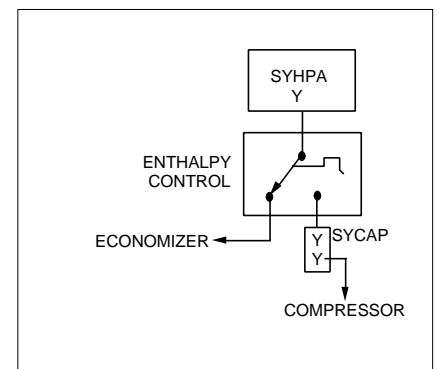 SYHPA
Y
ENTHALPY
CONTROL
ECONOMIZER
Y
SYCAP
Y
COMPRESSOR